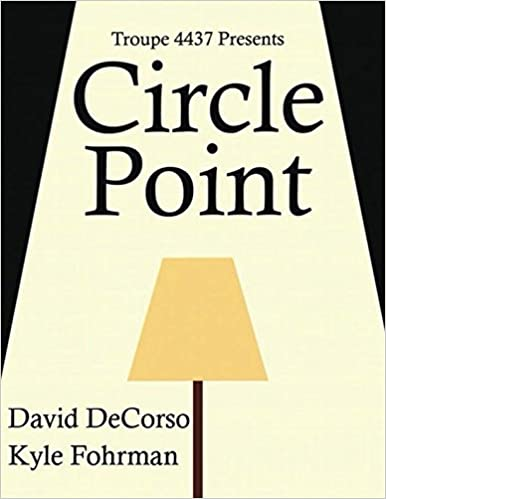 Troupe 4437 Presents
Circle
Point
David DeCorso
Kyle Fohrman